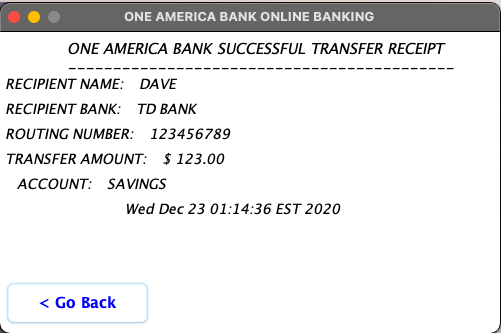 ONE AMERICA BANK ONLINE BANKING
ONE AMERICA BANK SUCCESSFUL TRANSFER RECEIPT
--------------------------------------------
RECIPIENT NAME: DAVE
RECIPIENT BANK: TD BANK
ROUTING NUMBER: 123456789
TRANSFER AMOUNT: $ 123.00
ACCOUNT: SAVINGS
Wed Dec 23 01:14:36 EST 2020
< Go Back